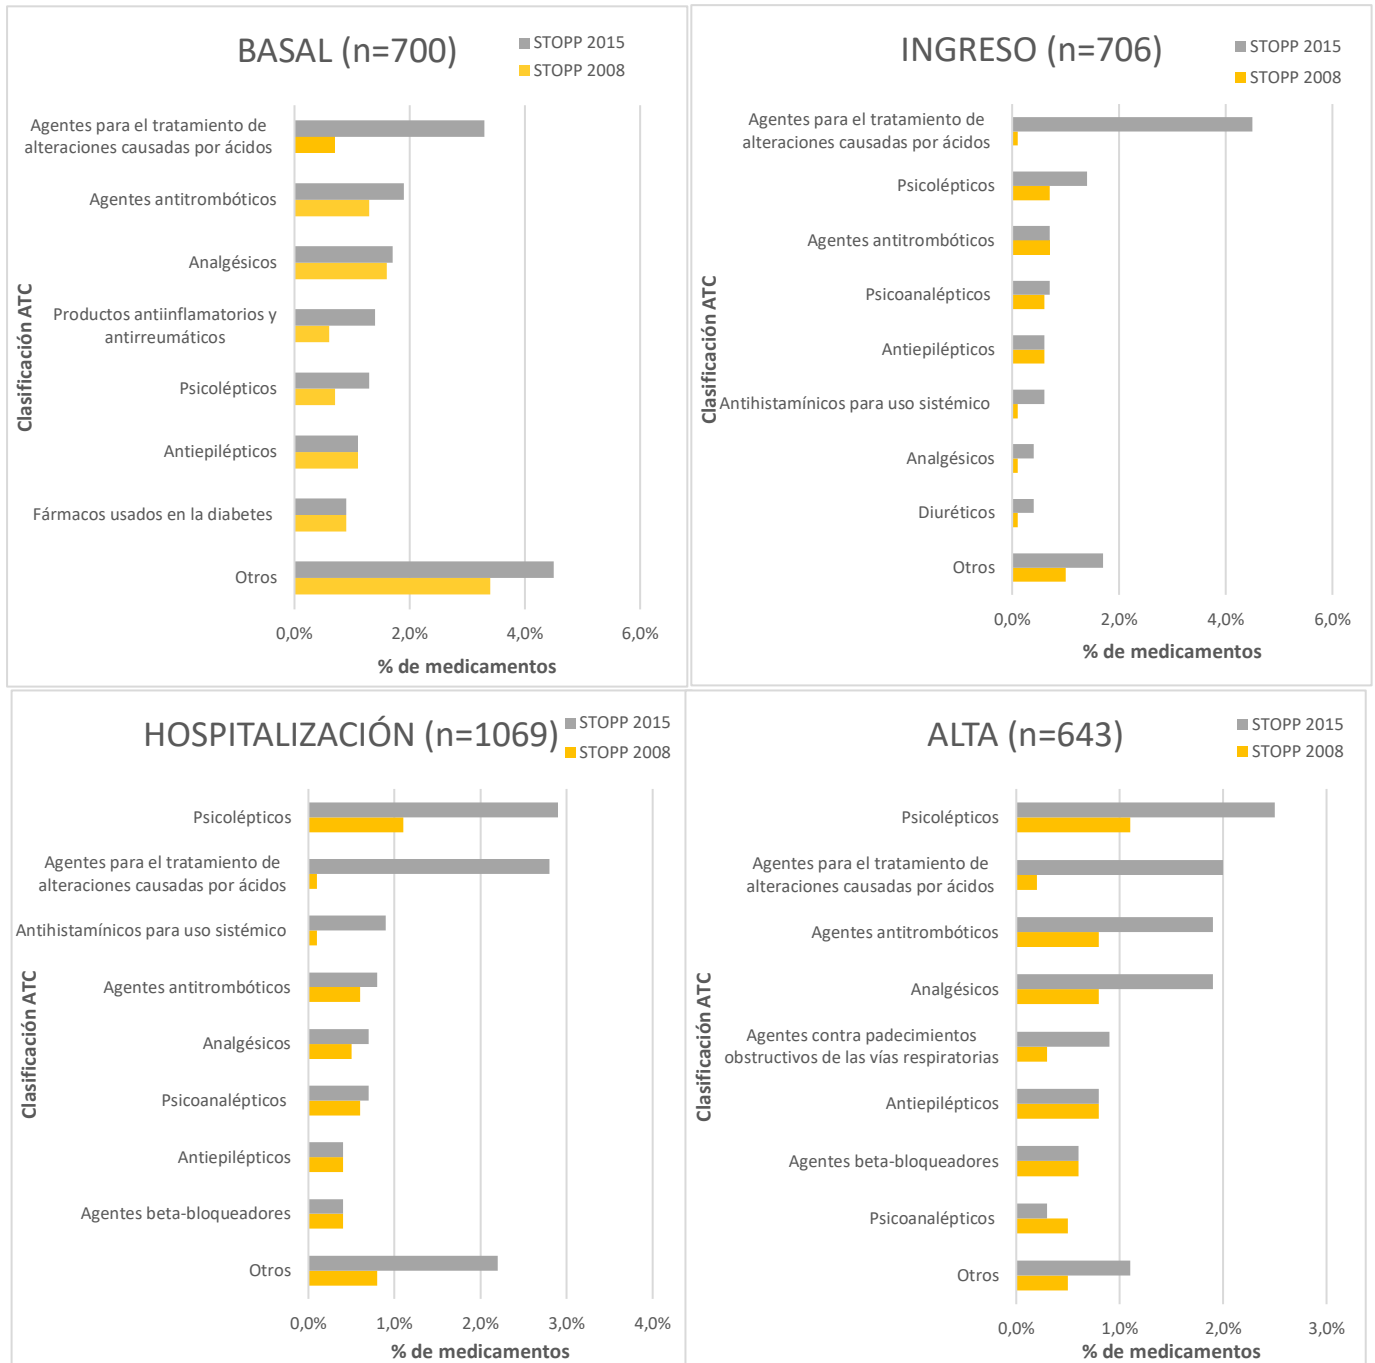 BASAL (n=700)
STOPP 2015
STOPP 2008
Agentes para el tratamiento de
alteraciones causadas por ácidos
Agentes antitrombóticos
Analgésicos
Productos antiinflamatorios y
antirreumáticos
Psicolépticos
Antiepilépticos
Fármacos usados en la diabetes
Otros
Clasificación ATC
0,0%
2,0%
4,0%
6,0%
% de medicamentos
INGRESO (n=706)
STOPP 2015
STOPP 2008
Agentes para el tratamiento de
alteraciones causadas por ácidos
Psicolépticos
Agentes antitrombóticos
Psicoanalépticos
Antiepilépticos
Antihistamínicos para uso sistémico
Analgésicos
Diuréticos
Otros
Clasificación ATC
0,0%
2,0%
4,0%
6,0%
% de medicamentos
HOSPITALIZACIÓN (n=1069)
STOPP 2015
STOPP 2008
Psicolépticos
Agentes para el tratamiento de
alteraciones causadas por ácidos
Antihistamínicos para uso sistémico
Agentes antitrombóticos
Analgésicos
Psicoanalépticos
Antiepilépticos
Agentes beta-bloqueadores
Otros
Clasificación ATC
0,0%
1,0%
2,0%
3,0%
4,0%
% de medicamentos
ALTA (n=643)
STOPP 2015
STOPP 2008
Psicolépticos
Agentes para el tratamiento de
alteraciones causadas por ácidos
Agentes antitrombóticos
Analgésicos
Agentes contra padecimientos
obstructivos de las vías respiratorias
Antiepilépticos
Agentes beta-bloqueadores
Psicoanalépticos
Otros
Clasificación ATC
0,0%
1,0%
2,0%
3,0%
% de medicamentos